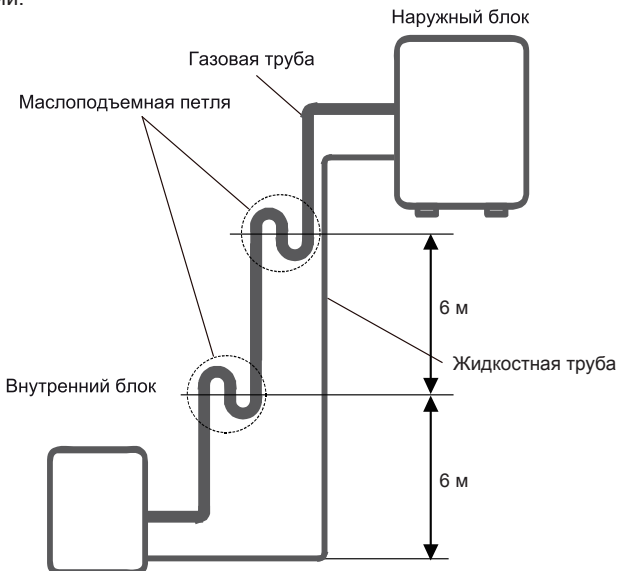 Наружный блок
Газовая труба
Маслоподъемная петля
6 м
Жидкостная труба
Внутренний блок
6 м